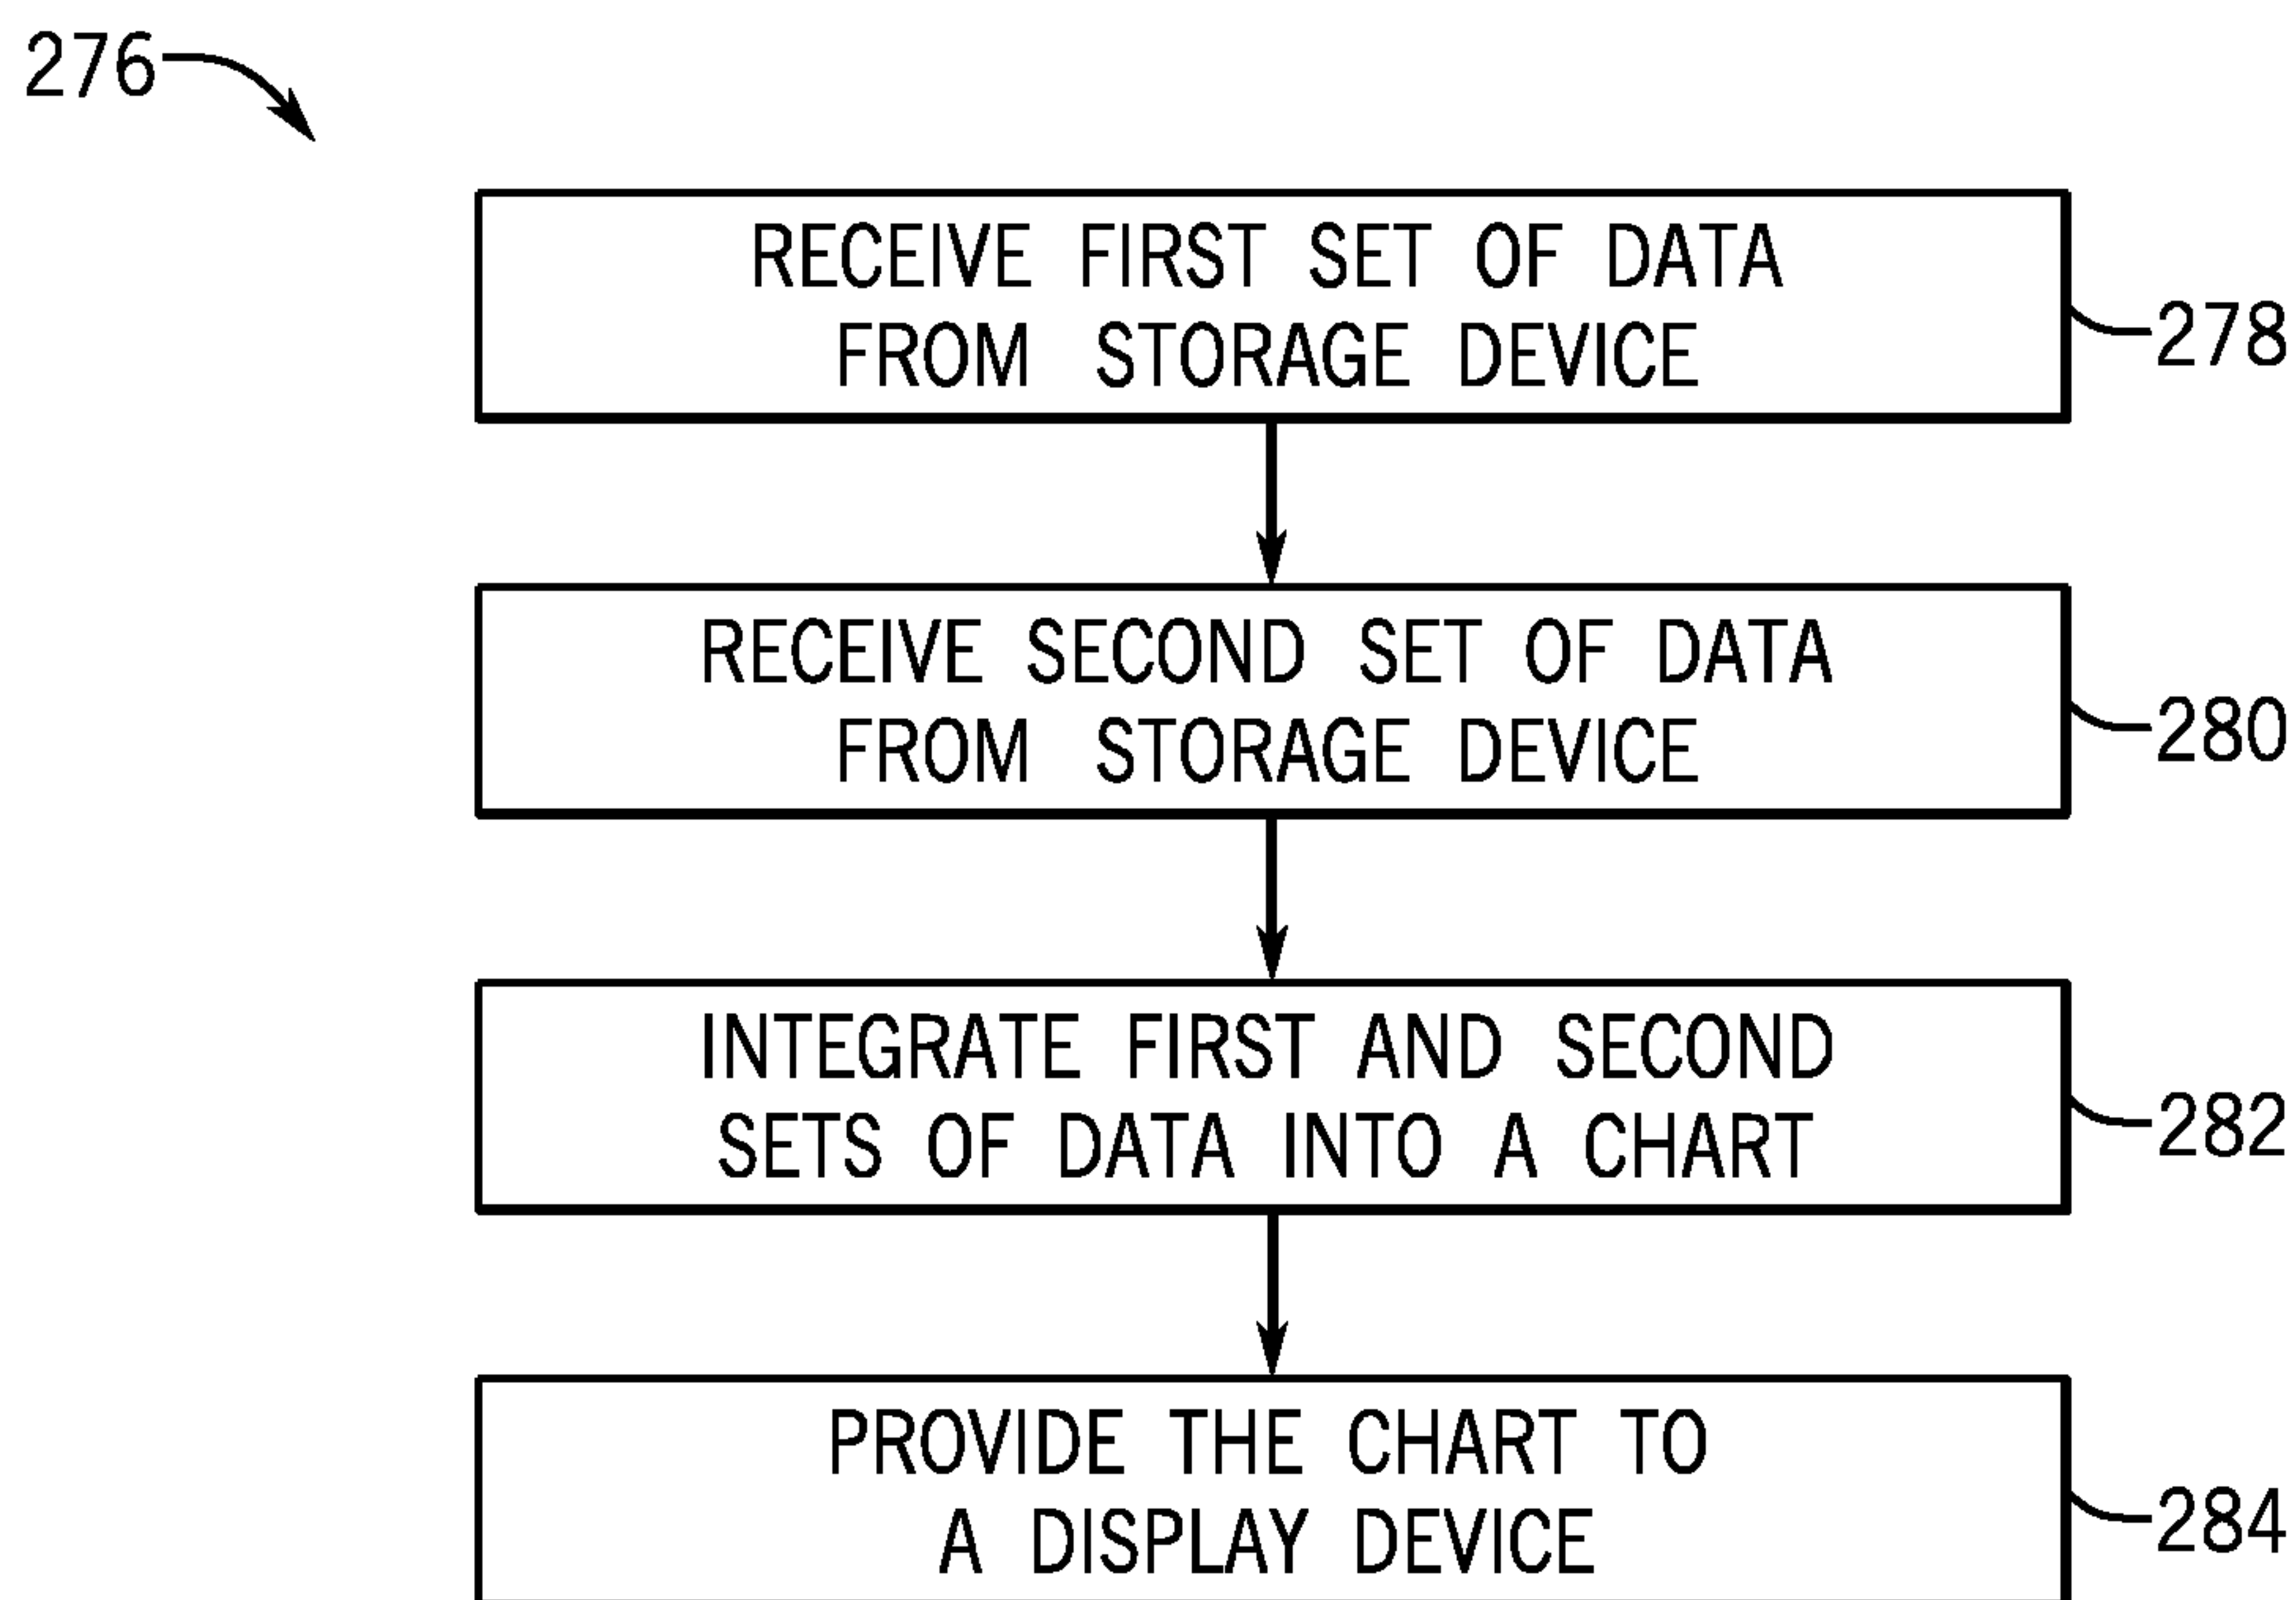 276
RECEIVE FIRST SET OF DATA
FROM STORAGE DEVICE
278
RECEIVE SECOND SET OF DATA
FROM STORAGE DEVICE
280
INTEGRATE FIRST AND SECOND
SETS OF DATA INTO A CHART
282
PROVIDE THE CHART TO
A DISPLAY DEVICE
284